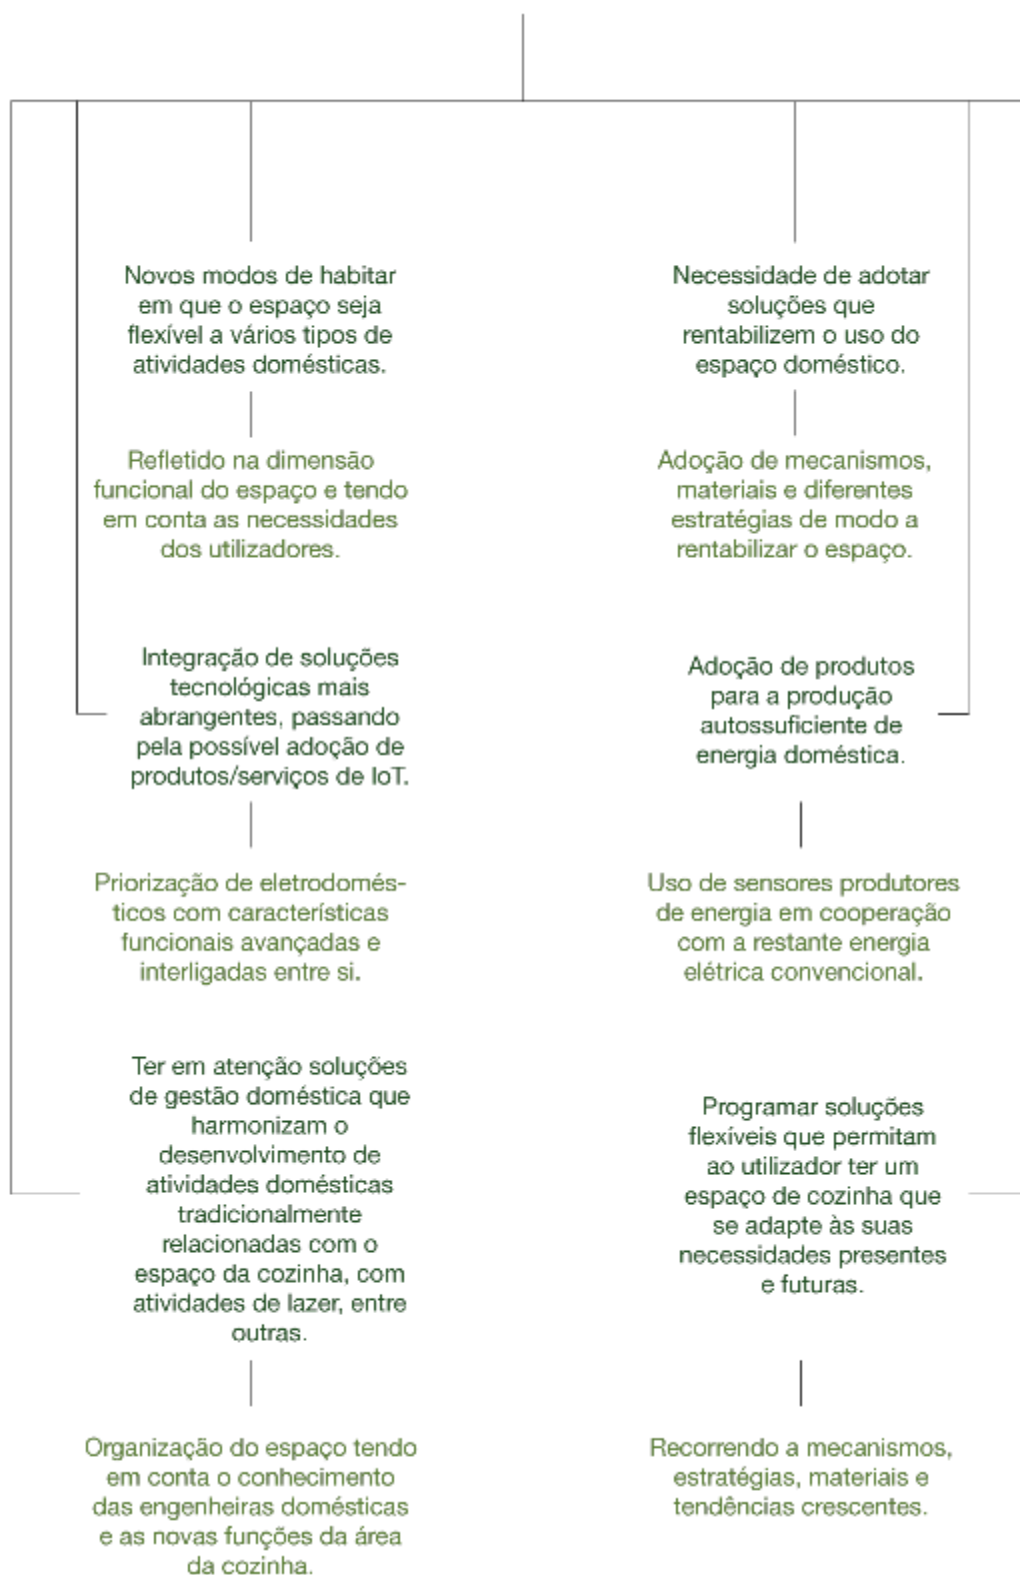 Novos modos de habitar
em que o espaço seja
flexível a vários tipos de
atividades domésticas.
Refletido na dimensão
funcional do espaço e tendo
em conta as necessidades
dos utilizadores.
Integração de soluções
tecnológicas mais
abrangentes, passando
pela possível adoção de
produtos/serviços de IoT.
Priorização de eletrodomés-
ticos com características
funcionais avançadas e
interligadas entre si.
Ter em atenção soluções
de gestão doméstica que
harmonizam o
desenvolvimento de
atividades domésticas
tradicionalmente
relacionadas com o
espaço da cozinha, com
atividades de lazer, entre
outras.
Organização do espaço tendo
em conta o conhecimento
das engenheiras domésticas
e as novas funções da área
da cozinha.
Necessidade de adotar
soluções que
rentabilizem o uso do
espaço doméstico.
Adoção de mecanismos,
materiais e diferentes
estratégias de modo a
rentabilizar o espaço.
Adoção de produtos
para a produção
autossuficiente de
energia doméstica.
Uso de sensores produtores
de energia em cooperação
com a restante energia
elétrica convencional.
Programar soluções
flexíveis que permitam
ao utilizador ter um
espaço de cozinha que
se adapte às suas
necessidades presentes
e futuras.
Recorrendo a mecanismos,
estratégias, materiais e
tendências crescentes.